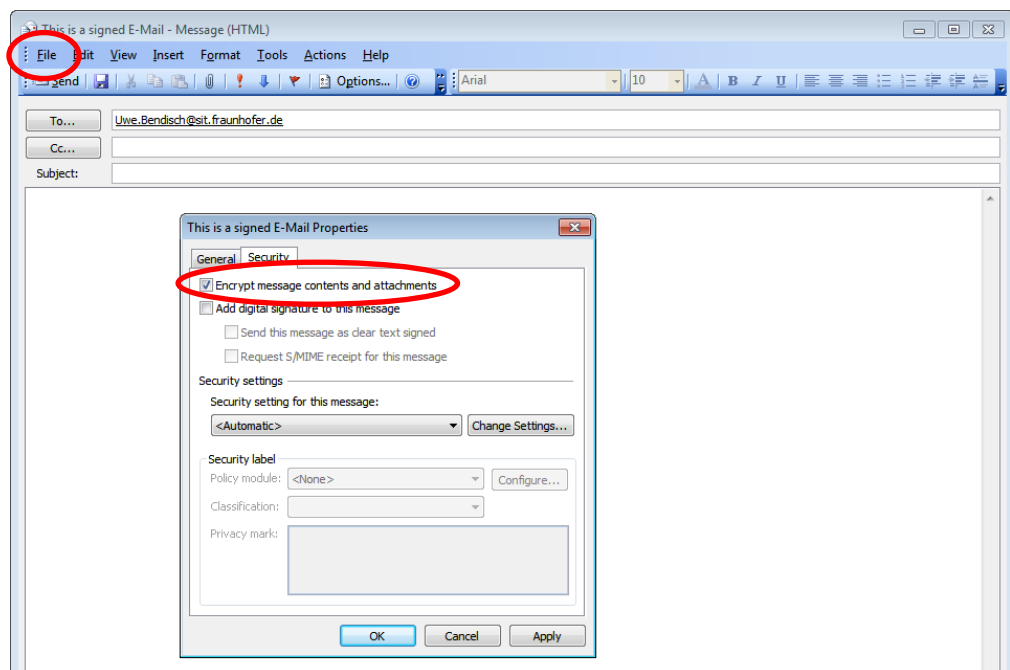 This is a signed E-Mail - Message (HTML)
File Edit View Insert Format Tools Actions Help
Send Options... Arial 10 A B I U
To... Uwe.Bendisch@sit.fraunhofer.de
Cc...
Subject:
This is a signed E-Mail Properties
General Security
Encrypt message contents and attachments
Add digital signature to this message
Send this message as clear text signed
Request S/MIME receipt for this message
Security settings
Security setting for this message:
<Automatic> Change Settings...
Security label
Policy module: <None> Configure...
Classification:
Privacy mark:
OK Cancel Apply